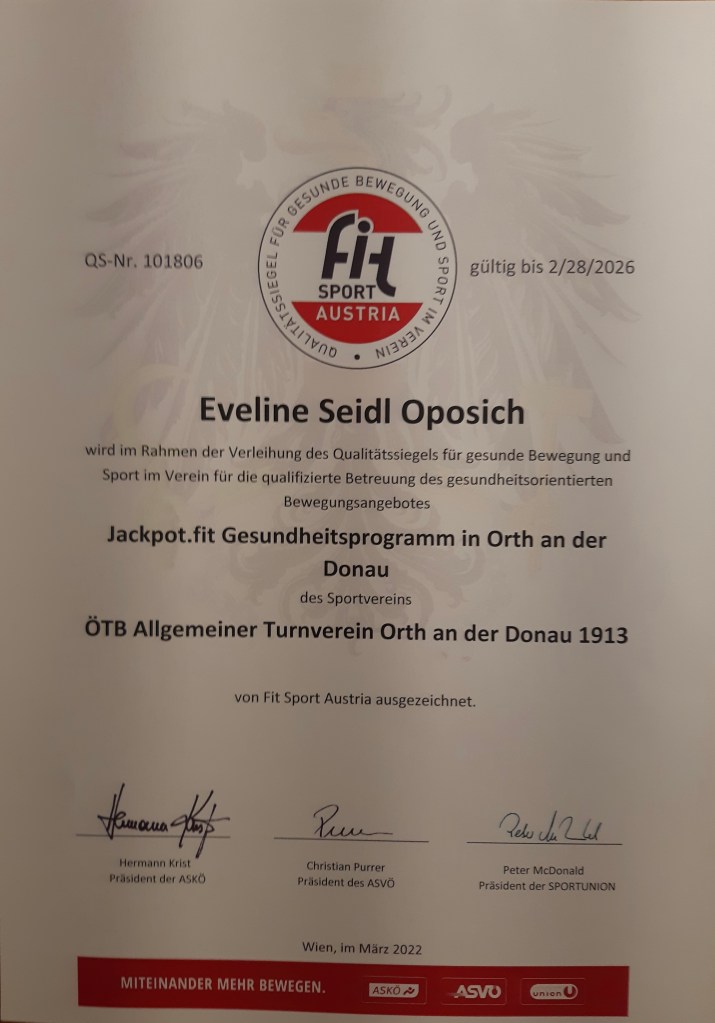 QUALITÄTSSIEGEL FÜR GESUNDE BEWEGUNG UND SPORT IM VEREIN
QS-Nr. 101806
fit
SPORT
AUSTRIA
gültig bis 2/28/2026
Eveline Seidl Oposich
wird im Rahmen der Verleihung des Qualitätssiegels für gesunde Bewegung und
Sport im Verein für die qualifizierte Betreuung des gesundheitsorientierten
Bewegungsangebotes
Jackpot.fit Gesundheitsprogramm in Orth an der
Donau
des Sportvereins
ÖTB Allgemeiner Turnverein Orth an der Donau 1913
von Fit Sport Austria ausgezeichnet.
Hermann Krist
Präsident der ASKÖ
Christian Purrer
Präsident des ASVÖ
Peter McDonald
Präsident der SPORTUNION
Wien, im März 2022
MITEINANDER MEHR BEWEGEN.
ASKÖ
ASVÖ
union